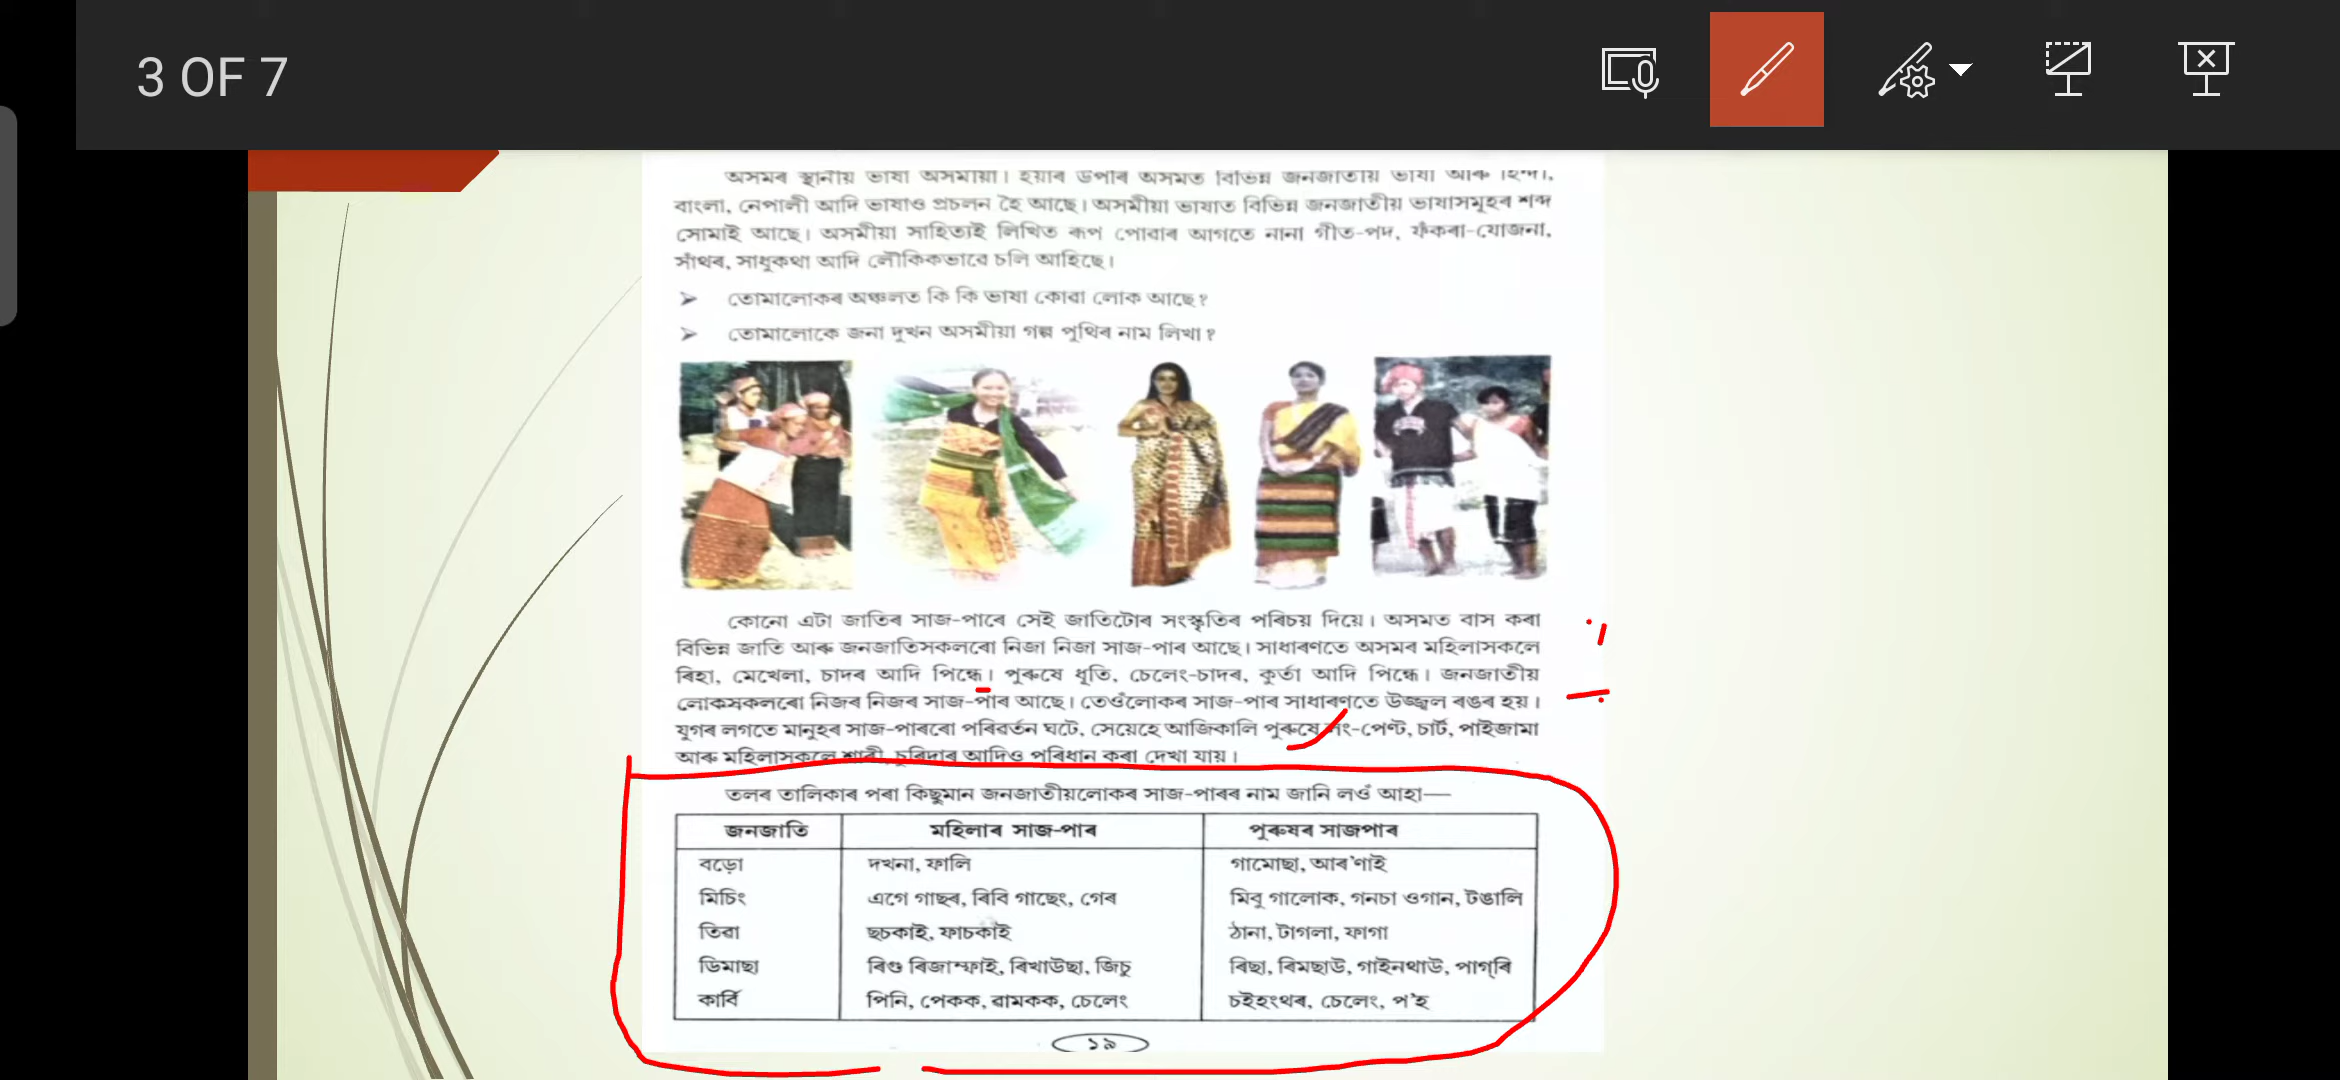 3 OF 7
অসমৰ স্থানীয় ভাষা অসমীয়া। ইয়াৰ উপৰি অসমত বিভিন্ন জনজাতীয় ভাষা আৰু হিন্দী,
বাংলা, নেপালী আদি ভাষাও প্ৰচলন হৈ আছে। অসমীয়া ভাষাত বিভিন্ন জনজাতীয় ভাষাসমূহৰ শব্দ
সোমাই আছে। অসমীয়া সাহিত্যই লিখিত ৰূপ পোৱাৰ আগতে নানা গীত-পদ, ফঁকৰা-যোজনা,
সাঁথৰ, সাধুকথা আদি লৌকিকভাৱে চলি আহিছে।
➢ তোমালোকৰ অঞ্চলত কি কি ভাষা কোৱা লোক আছে?
➢ তোমালোকে জনা দুখন অসমীয়া গল্প পুথিৰ নাম লিখা?
কোনো এটা জাতিৰ সাজ-পাৰে সেই জাতিটোৰ সংস্কৃতিৰ পৰিচয় দিয়ে। অসমত বাস কৰা
বিভিন্ন জাতি আৰু জনজাতিসকলৰো নিজা নিজা সাজ-পাৰ আছে। সাধাৰণতে অসমৰ মহিলাসকলে
ৰিহা, মেখেলা, চাদৰ আদি পিন্ধে। পুৰুষে ধূতি, চেলেং-চাদৰ, কুৰ্তা আদি পিন্ধে। জনজাতীয়
লোকসকলৰো নিজৰ নিজৰ সাজ-পাৰ আছে। তেওঁলোকৰ সাজ-পাৰ সাধাৰণতে উজ্জ্বল ৰঙৰ হয়।
যুগৰ লগতে মানুহৰ সাজ-পাৰৰো পৰিৱৰ্তন ঘটে, সেয়েহে আজিকালি পুৰুষে লং-পেণ্ট, চাৰ্ট, পাইজামা
আৰু মহিলাসকলে শাৰী, চুৰিদাৰ আদিও পৰিধান কৰা দেখা যায়।
তলৰ তালিকাৰ পৰা কিছুমান জনজাতীয়লোকৰ সাজ-পাৰৰ নাম জানি লওঁ আহা—
জনজাতি মহিলাৰ সাজ-পাৰ পুৰুষৰ সাজপাৰ
বড়ো দখনা, ফালি গামোছা, আৰ'ণাই
মিচিং এগে গাছৰ, ৰিবি গাছেং, গেৰ মিবু গালোক, গনচা ওগান, টঙালি
তিৱা ছচকাই, ফাচকাই ঠানা, টাগলা, ফাগা
ডিমাছা ৰিগু ৰিজাম্ফাই, ৰিখাউছা, জিচু ৰিছা, ৰিমছাউ, গাইনথাউ, পাগ্‌ৰি
কাৰ্বি পিনি, পেকক, ৱামকক, চেলেং চইহংথৰ, চেলেং, প'হ
১৯